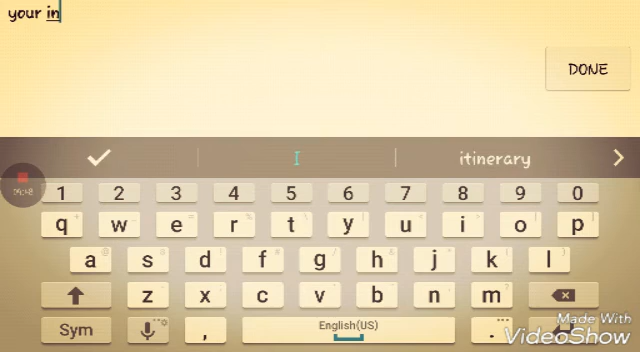 your in
DONE
I itinerary
1 2 3 4 5 6 7 8 9 0
q w e r t y u i o p
a s d f g h j k l
z x c v b n m
Sym , English(US) .
Made With
VideoShow